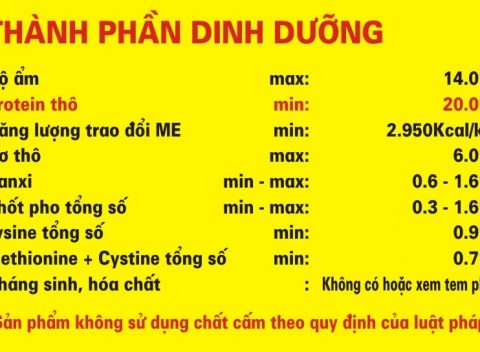 THÀNH PHẦN DINH DƯỠNG
ộ ẩm max: 14.0
rotein thô min: 20.0
ăng lượng trao đổi ME min: 2.950Kcal/k
ơ thô max: 6.0
anxi min - max: 0.6 - 1.6
hốt pho tổng số min - max: 0.3 - 1.6
ysine tổng số min: 0.9
ethionine + Cystine tổng số min: 0.7
háng sinh, hóa chất : Không có hoặc xem tem ph
Sản phẩm không sử dụng chất cấm theo quy định của luật pháp